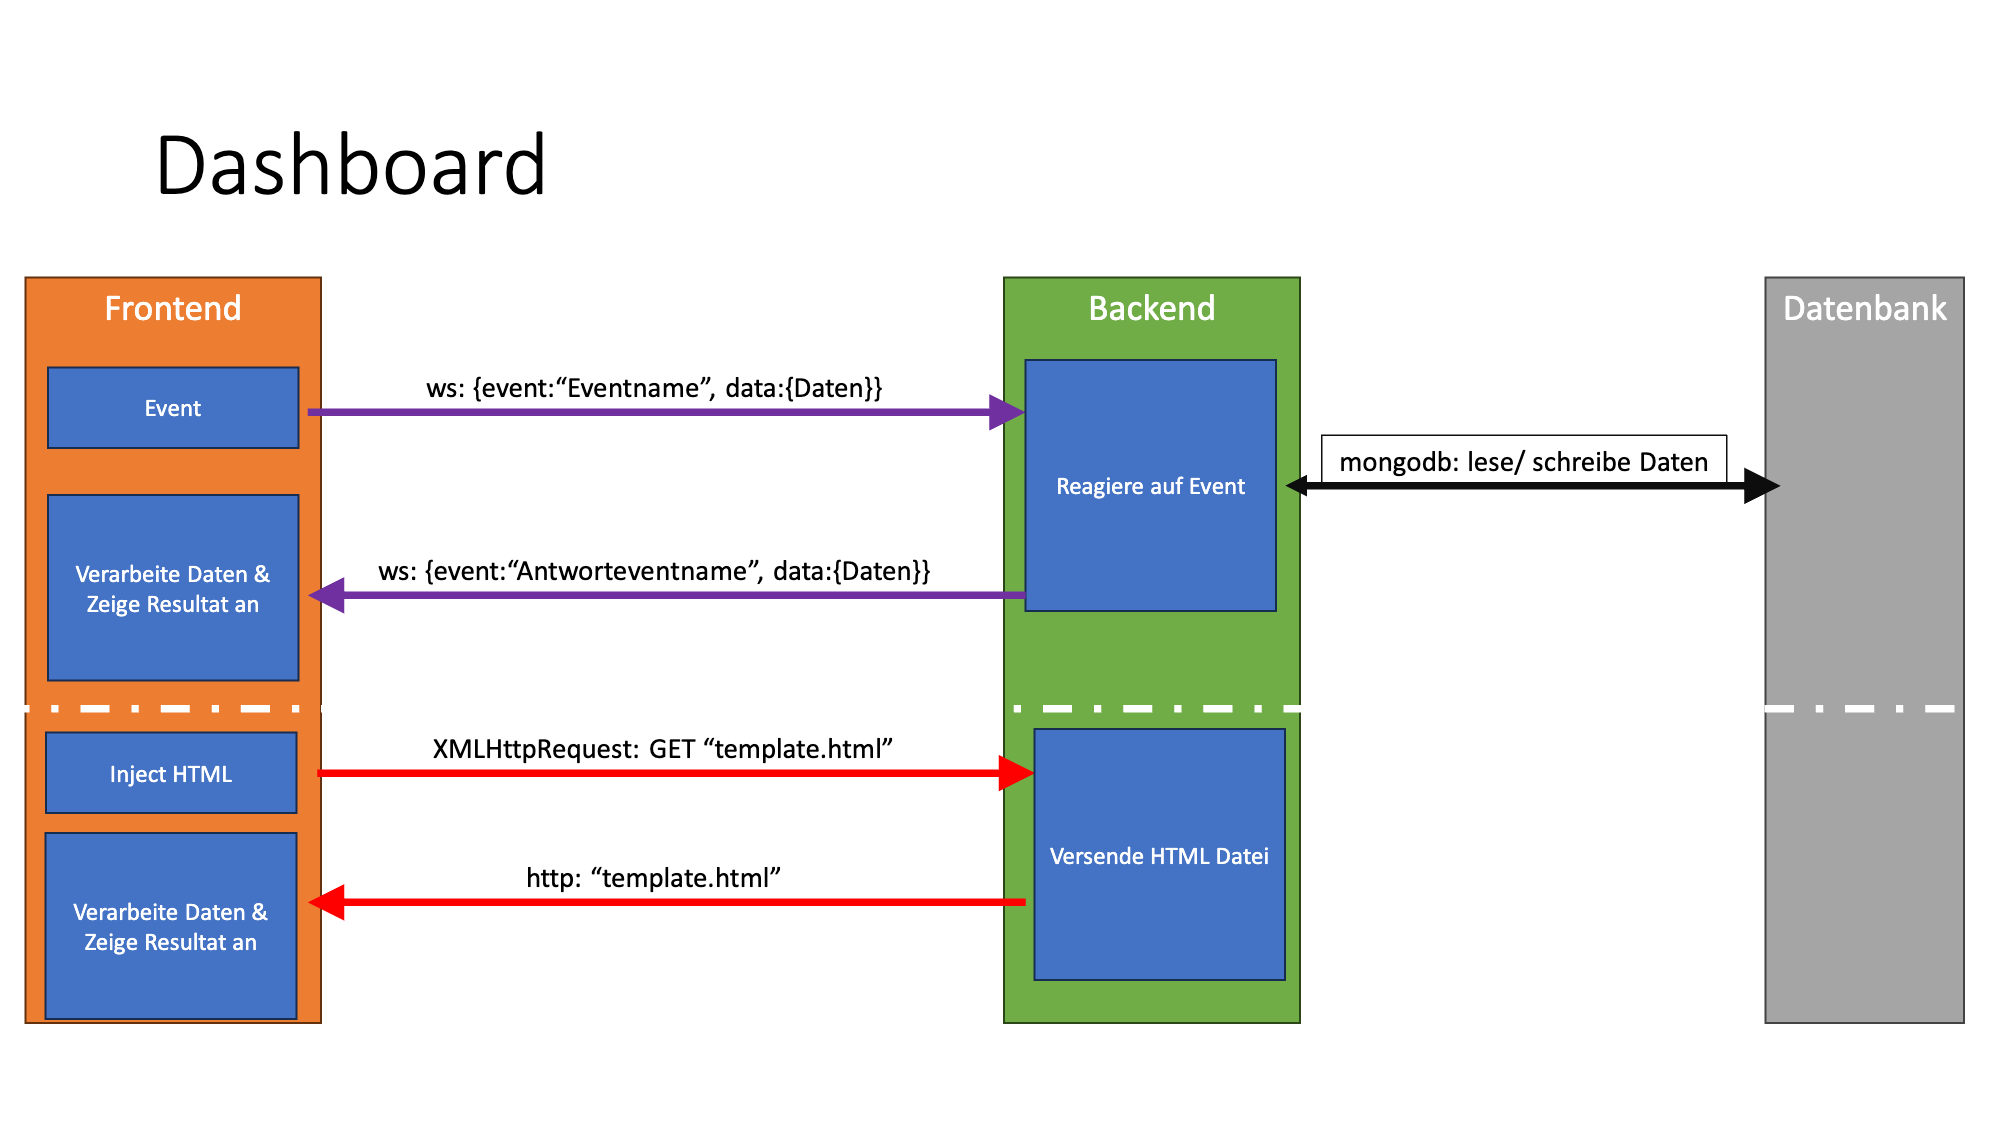 Dashboard
Frontend
Backend
Datenbank
Event
ws: {event:“Eventname”, data:{Daten}}
Reagiere auf Event
mongodb: lese/ schreibe Daten
Verarbeite Daten &
Zeige Resultat an
ws: {event:“Antworteventname”, data:{Daten}}
Inject HTML
XMLHttpRequest: GET “template.html”
Versende HTML Datei
Verarbeite Daten &
Zeige Resultat an
http: “template.html”